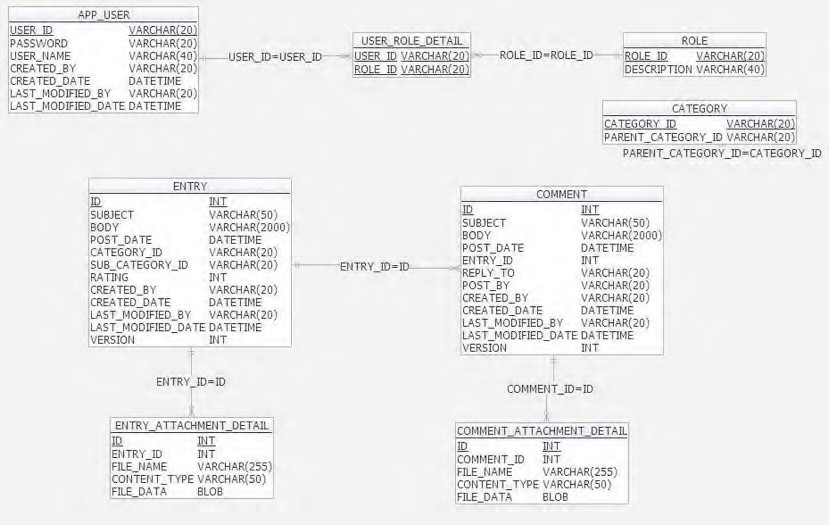 APP_USER
USER_ID VARCHAR(20)
PASSWORD VARCHAR(20)
USER_NAME VARCHAR(40)
CREATED_BY VARCHAR(20)
CREATED_DATE DATETIME
LAST_MODIFIED_BY VARCHAR(20)
LAST_MODIFIED_DATE DATETIME
USER_ID=USER_ID
USER_ROLE_DETAIL
USER_ID VARCHAR(20)
ROLE_ID VARCHAR(20)
ROLE_ID=ROLE_ID
ROLE
ROLE_ID VARCHAR(20)
DESCRIPTION VARCHAR(40)
CATEGORY
CATEGORY_ID VARCHAR(20)
PARENT_CATEGORY_ID VARCHAR(20)
PARENT_CATEGORY_ID=CATEGORY_ID
ENTRY
ID INT
SUBJECT VARCHAR(50)
BODY VARCHAR(2000)
POST_DATE DATETIME
CATEGORY_ID VARCHAR(20)
SUB_CATEGORY_ID VARCHAR(20)
RATING INT
CREATED_BY VARCHAR(20)
CREATED_DATE DATETIME
LAST_MODIFIED_BY VARCHAR(20)
LAST_MODIFIED_DATE DATETIME
VERSION INT
ENTRY_ID=ID
COMMENT
ID INT
SUBJECT VARCHAR(50)
BODY VARCHAR(2000)
POST_DATE DATETIME
ENTRY_ID INT
REPLY_TO VARCHAR(20)
POST_BY VARCHAR(20)
CREATED_BY VARCHAR(20)
CREATED_DATE DATETIME
LAST_MODIFIED_BY VARCHAR(20)
LAST_MODIFIED_DATE DATETIME
VERSION INT
ENTRY_ID=ID
COMMENT_ID=ID
ENTRY_ATTACHMENT_DETAIL
ID INT
ENTRY_ID INT
FILE_NAME VARCHAR(255)
CONTENT_TYPE VARCHAR(50)
FILE_DATA BLOB
COMMENT_ATTACHMENT_DETAIL
ID INT
COMMENT_ID INT
FILE_NAME VARCHAR(255)
CONTENT_TYPE VARCHAR(50)
FILE_DATA BLOB